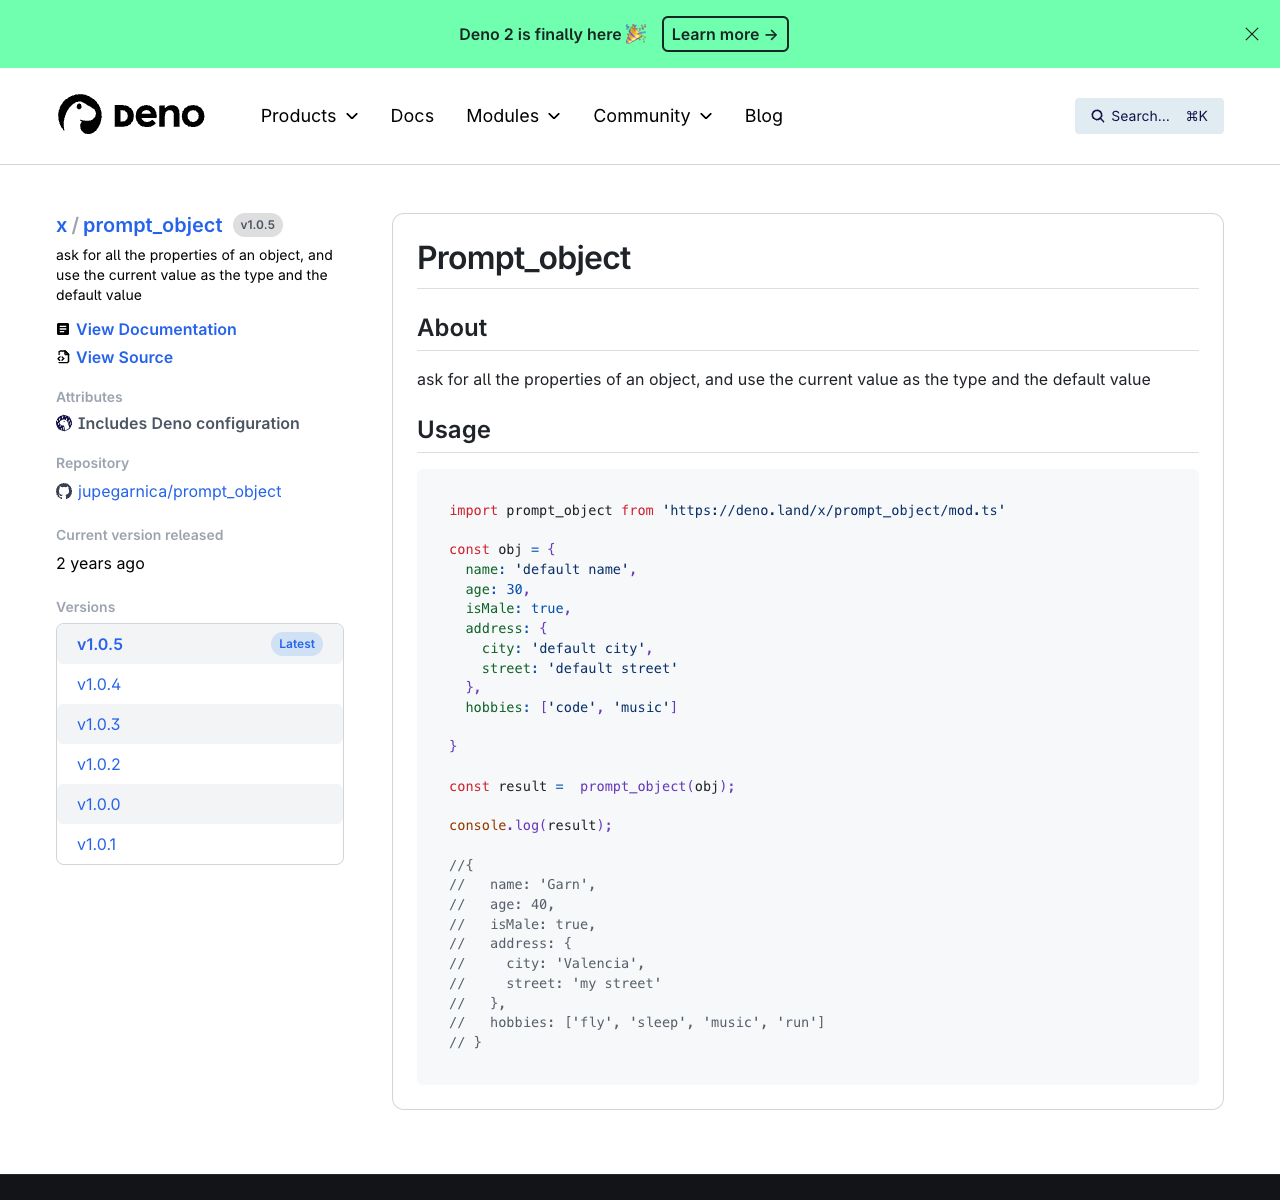 Deno 2 is finally here 🎉 Learn more →
Deno Products Docs Modules Community Blog Search... ⌘K
x / prompt_object v1.0.5
ask for all the properties of an object, and
use the current value as the type and the
default value
View Documentation
View Source
Attributes
Includes Deno configuration
Repository
jupegarnica/prompt_object
Current version released
2 years ago
Versions
v1.0.5 Latest
v1.0.4
v1.0.3
v1.0.2
v1.0.0
v1.0.1
Prompt_object
About
ask for all the properties of an object, and use the current value as the type and the default value
Usage
import prompt_object from 'https://deno.land/x/prompt_object/mod.ts'
const obj = {
  name: 'default name',
  age: 30,
  isMale: true,
  address: {
    city: 'default city',
    street: 'default street'
  },
  hobbies: ['code', 'music']
}
const result =  prompt_object(obj);
console.log(result);
//{
//   name: 'Garn',
//   age: 40,
//   isMale: true,
//   address: {
//     city: 'Valencia',
//     street: 'my street'
//   },
//   hobbies: ['fly', 'sleep', 'music', 'run']
// }